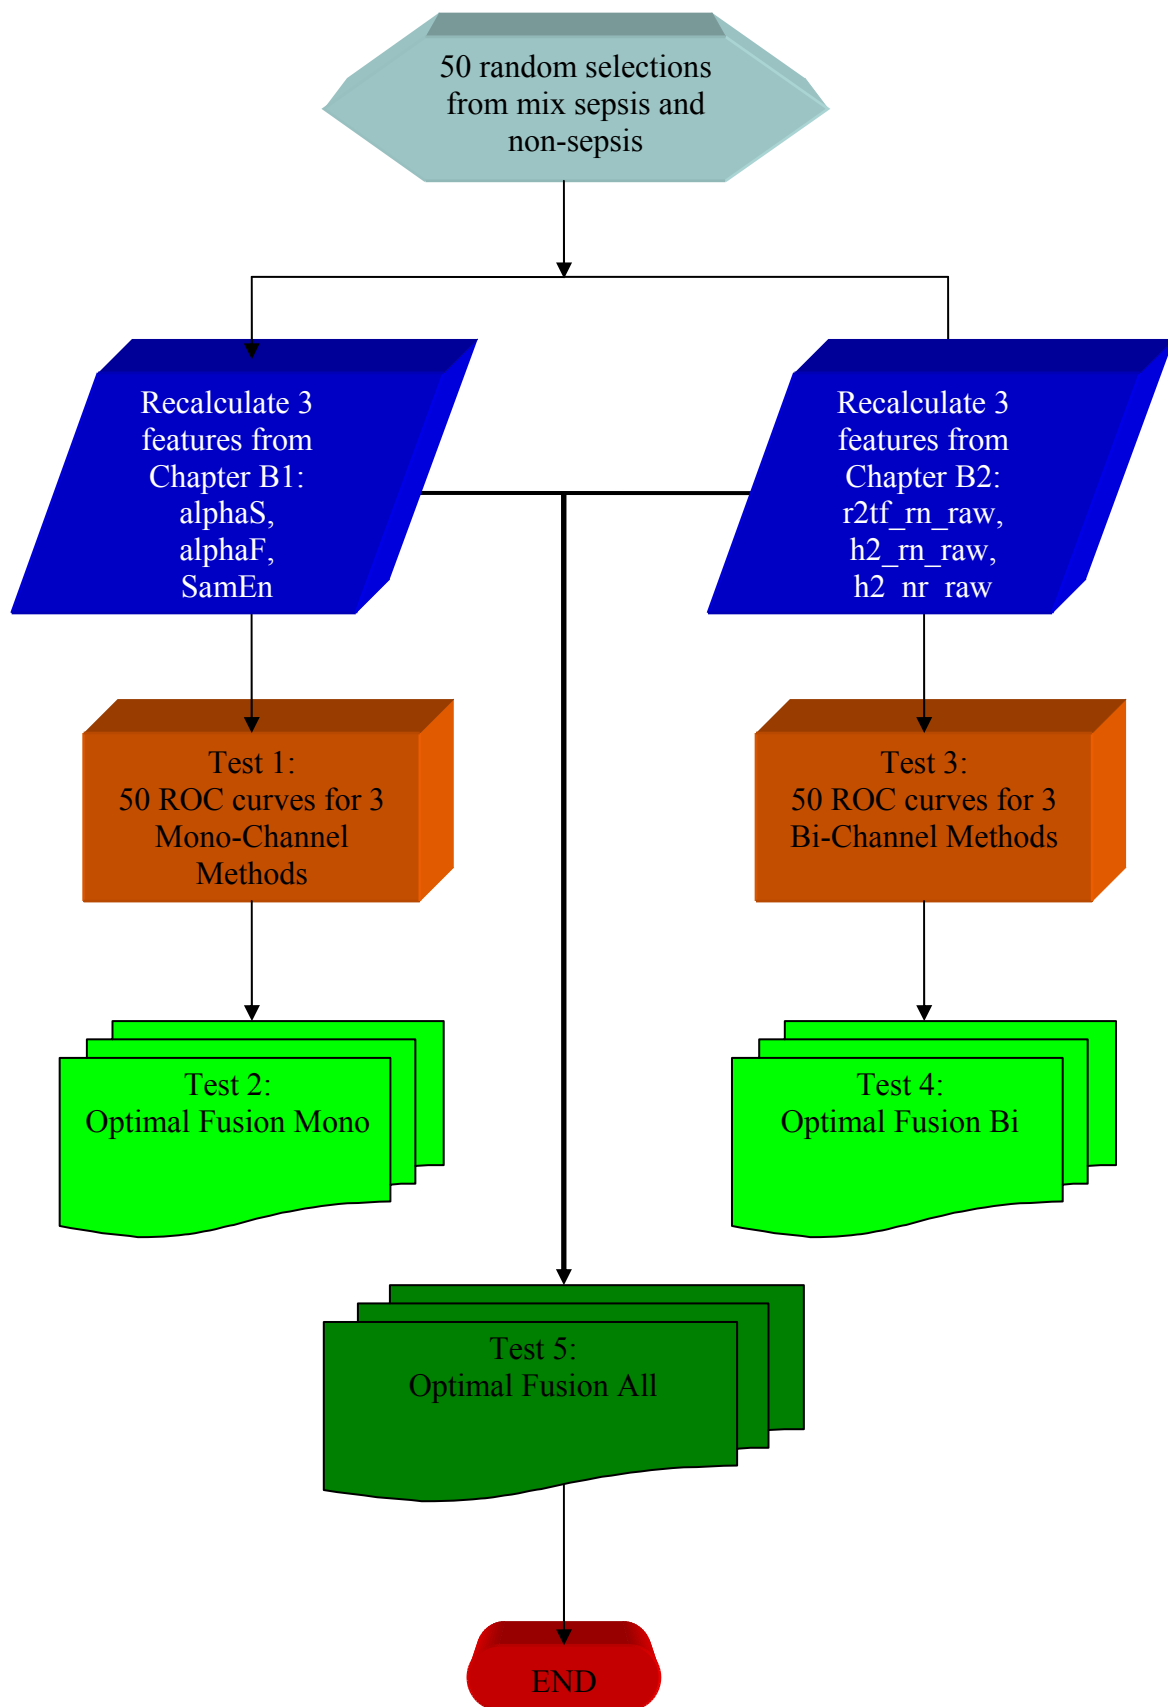 50 random selections
from mix sepsis and
non-sepsis
Recalculate 3
features from
Chapter B1:
alphaS,
alphaF,
SamEn
Recalculate 3
features from
Chapter B2:
r2tf_rn_raw,
h2_rn_raw,
h2_nr_raw
Test 1:
50 ROC curves for 3
Mono-Channel
Methods
Test 3:
50 ROC curves for 3
Bi-Channel Methods
Test 2:
Optimal Fusion Mono
Test 4:
Optimal Fusion Bi
Test 5:
Optimal Fusion All
END